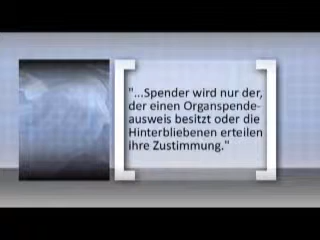 "...Spender wird nur der,
der einen Organspende-
ausweis besitzt oder die
Hinterbliebenen erteilen
ihre Zustimmung."